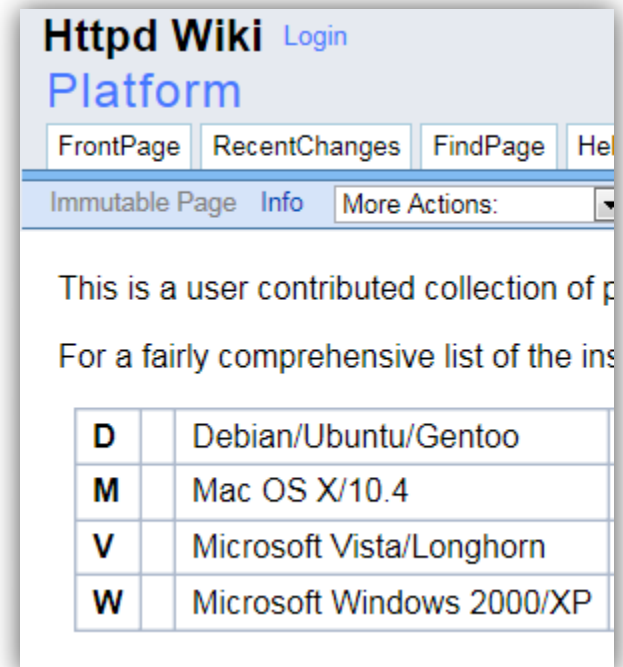 Httpd Wiki Login
Platform
FrontPage RecentChanges FindPage Hel
Immutable Page Info More Actions:
This is a user contributed collection of p
For a fairly comprehensive list of the ins
D Debian/Ubuntu/Gentoo
M Mac OS X/10.4
V Microsoft Vista/Longhorn
W Microsoft Windows 2000/XP